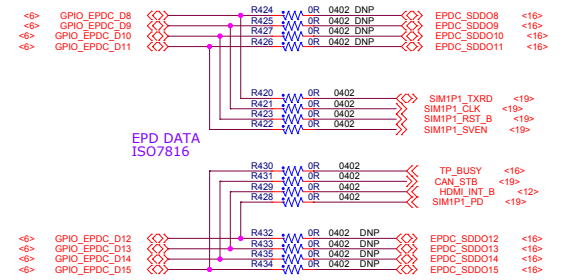 <6> GPIO_EPDC_D8 R424 0R 0402 DNP EPDC_SDDO8 <16>
<6> GPIO_EPDC_D9 R425 0R 0402 DNP EPDC_SDDO9 <16>
<6> GPIO_EPDC_D10 R427 0R 0402 DNP EPDC_SDDO10 <16>
<6> GPIO_EPDC_D11 R426 0R 0402 DNP EPDC_SDDO11 <16>
R420 0R 0402 SIM1P1_TXRD <19>
R421 0R 0402 SIM1P1_CLK <19>
R423 0R 0402 SIM1P1_RST_B <19>
R422 0R 0402 SIM1P1_SVEN <19>
EPD DATA
ISO7816
R430 0R 0402 TP_BUSY <16>
R431 0R 0402 CAN_STB <19>
R429 0R 0402 HDMI_INT_B <12>
R428 0R 0402 SIM1P1_PD <19>
<6> GPIO_EPDC_D12 R432 0R 0402 DNP EPDC_SDDO12 <16>
<6> GPIO_EPDC_D13 R433 0R 0402 DNP EPDC_SDDO13 <16>
<6> GPIO_EPDC_D14 R435 0R 0402 DNP EPDC_SDDO14 <16>
<6> GPIO_EPDC_D15 R434 0R 0402 DNP EPDC_SDDO15 <16>